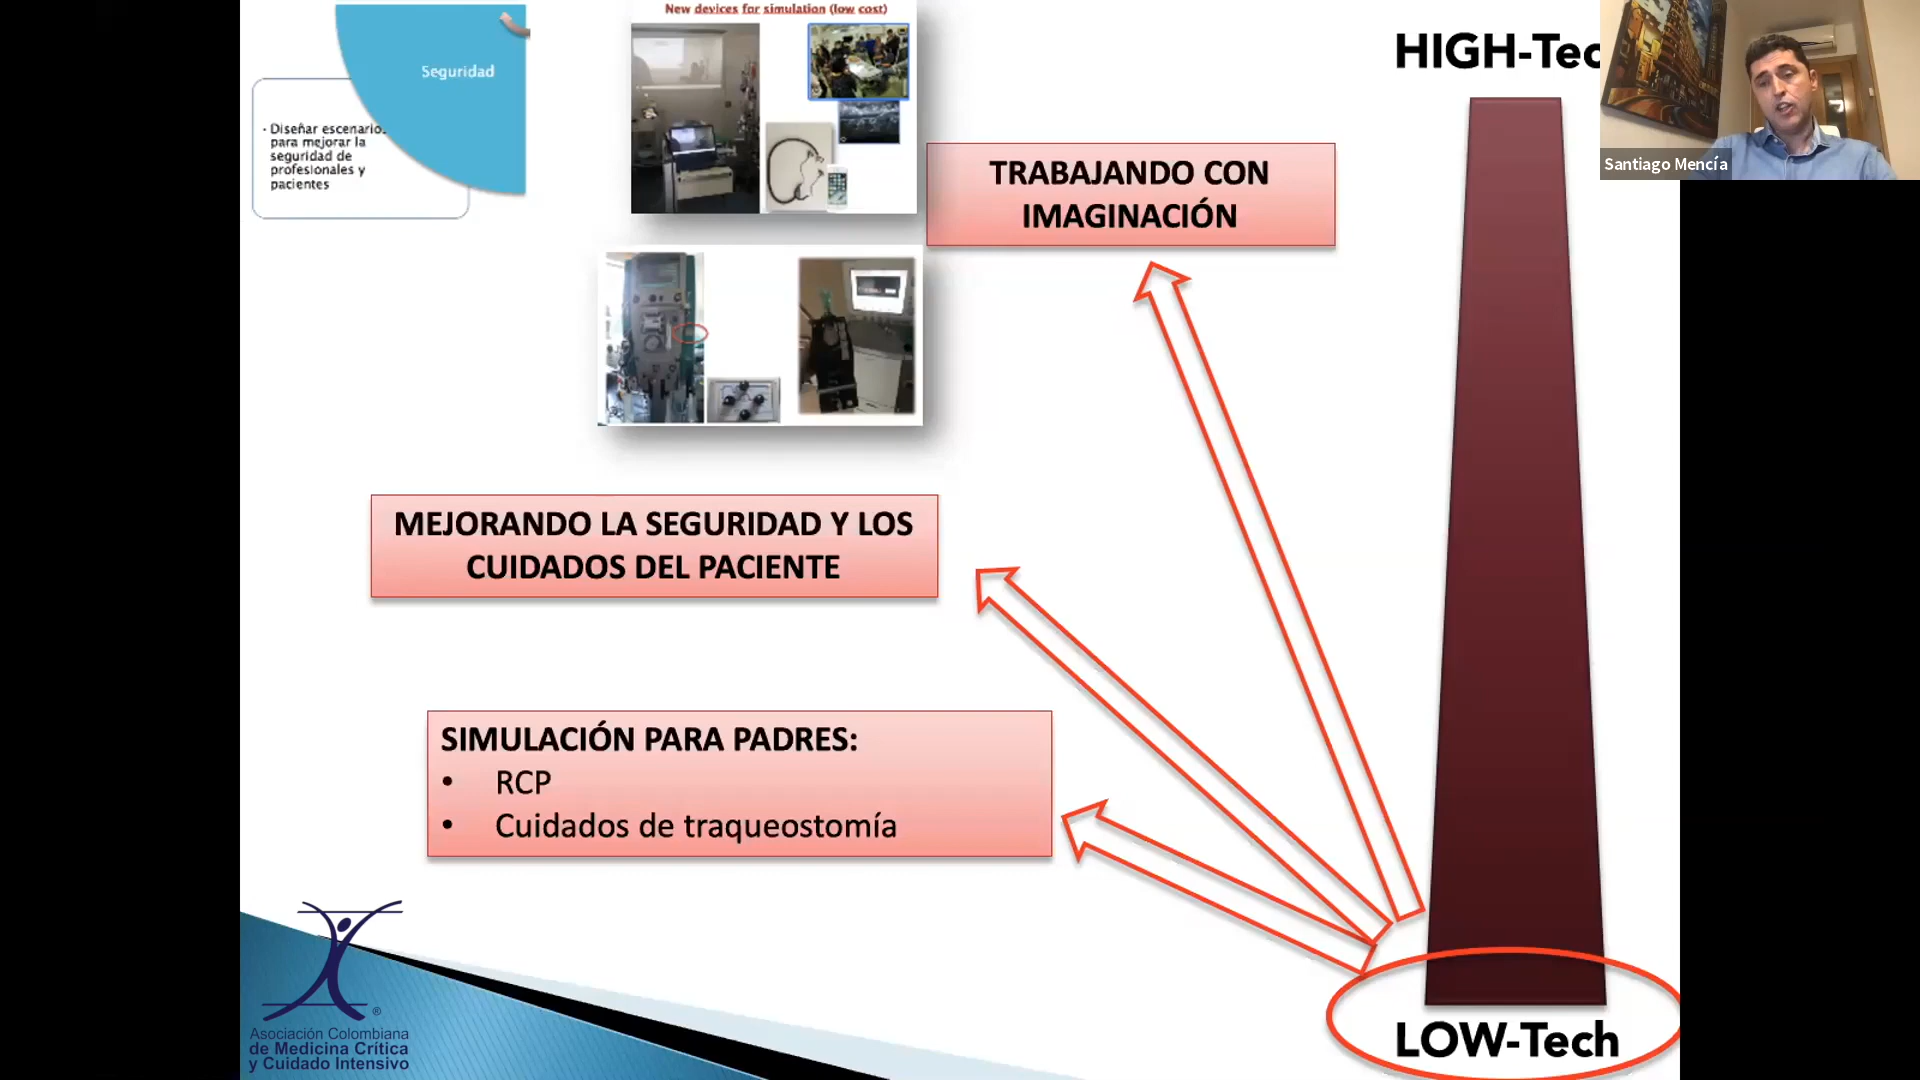 New devices for simulation (low cost)
Seguridad
· Diseñar escenarios
para mejorar la
seguridad de
profesionales y
pacientes
HIGH-Tec
Santiago Mencía
TRABAJANDO CON
IMAGINACIÓN
MEJORANDO LA SEGURIDAD Y LOS
CUIDADOS DEL PACIENTE
SIMULACIÓN PARA PADRES:
• RCP
• Cuidados de traqueostomía
LOW-Tech
®
Asociación Colombiana
de Medicina Crítica
y Cuidado Intensivo